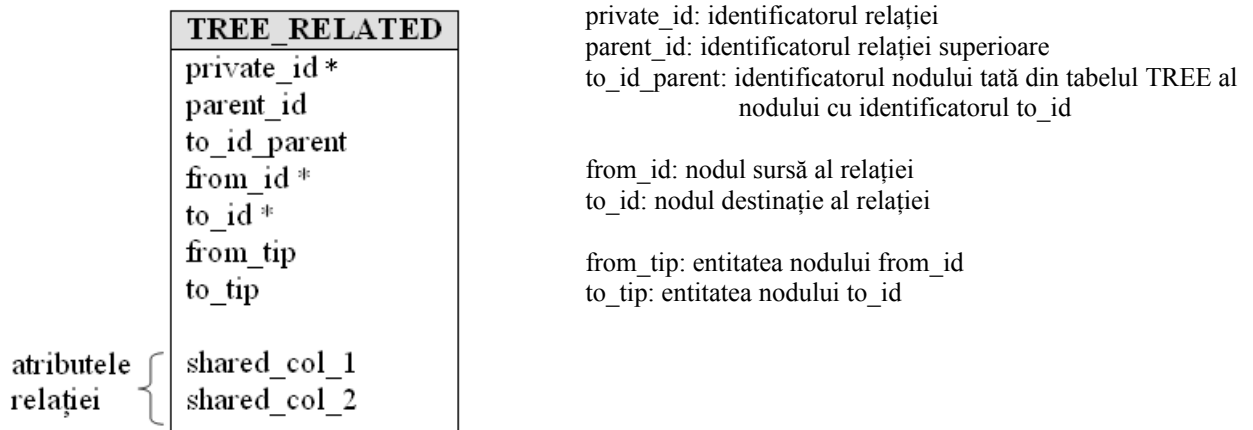 TREE_RELATED
private_id *
parent_id
to_id_parent
from_id *
to_id *
from_tip
to_tip
atributele
relației
shared_col_1
shared_col_2
private_id: identificatorul relației
parent_id: identificatorul relației superioare
to_id_parent: identificatorul nodului tată din tabelul TREE al
nodului cu identificatorul to_id
from_id: nodul sursă al relației
to_id: nodul destinație al relației
from_tip: entitatea nodului from_id
to_tip: entitatea nodului to_id